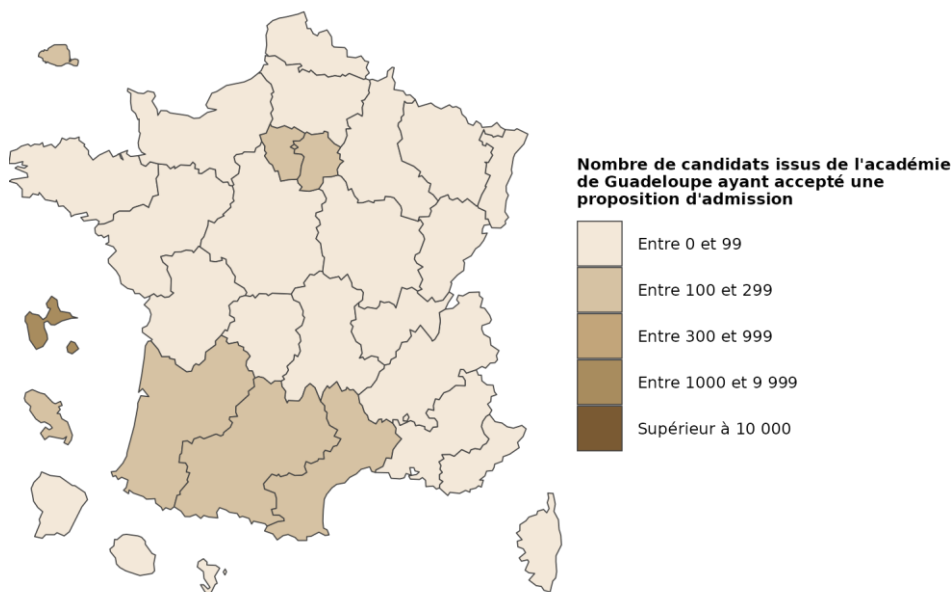 Nombre de candidats issus de l'académie
de Guadeloupe ayant accepté une
proposition d'admission
Entre 0 et 99
Entre 100 et 299
Entre 300 et 999
Entre 1000 et 9 999
Supérieur à 10 000